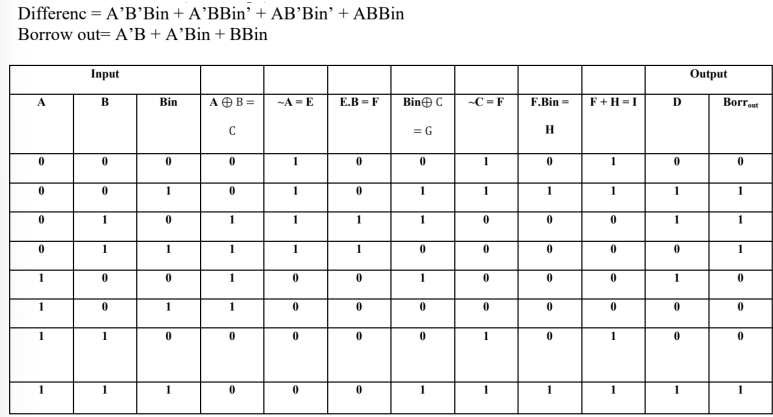 Differenc = A’B’Bin + A’BBin’ + AB’Bin’ + ABBin
Borrow out= A’B + A’Bin + BBin
Input Output
A B Bin A ⊕ B = C ~A = E E.B = F Bin⊕ C = G ~C = F F.Bin = H F + H = I D Borrout
0 0 0 0 1 0 0 1 0 1 0 0
0 0 1 0 1 0 1 1 1 1 1 1
0 1 0 1 1 1 1 0 0 0 1 1
0 1 1 1 1 1 0 0 0 0 0 1
1 0 0 1 0 0 1 0 0 0 1 0
1 0 1 1 0 0 0 0 0 0 0 0
1 1 0 0 0 0 0 1 0 1 0 0
1 1 1 0 0 0 1 1 1 1 1 1